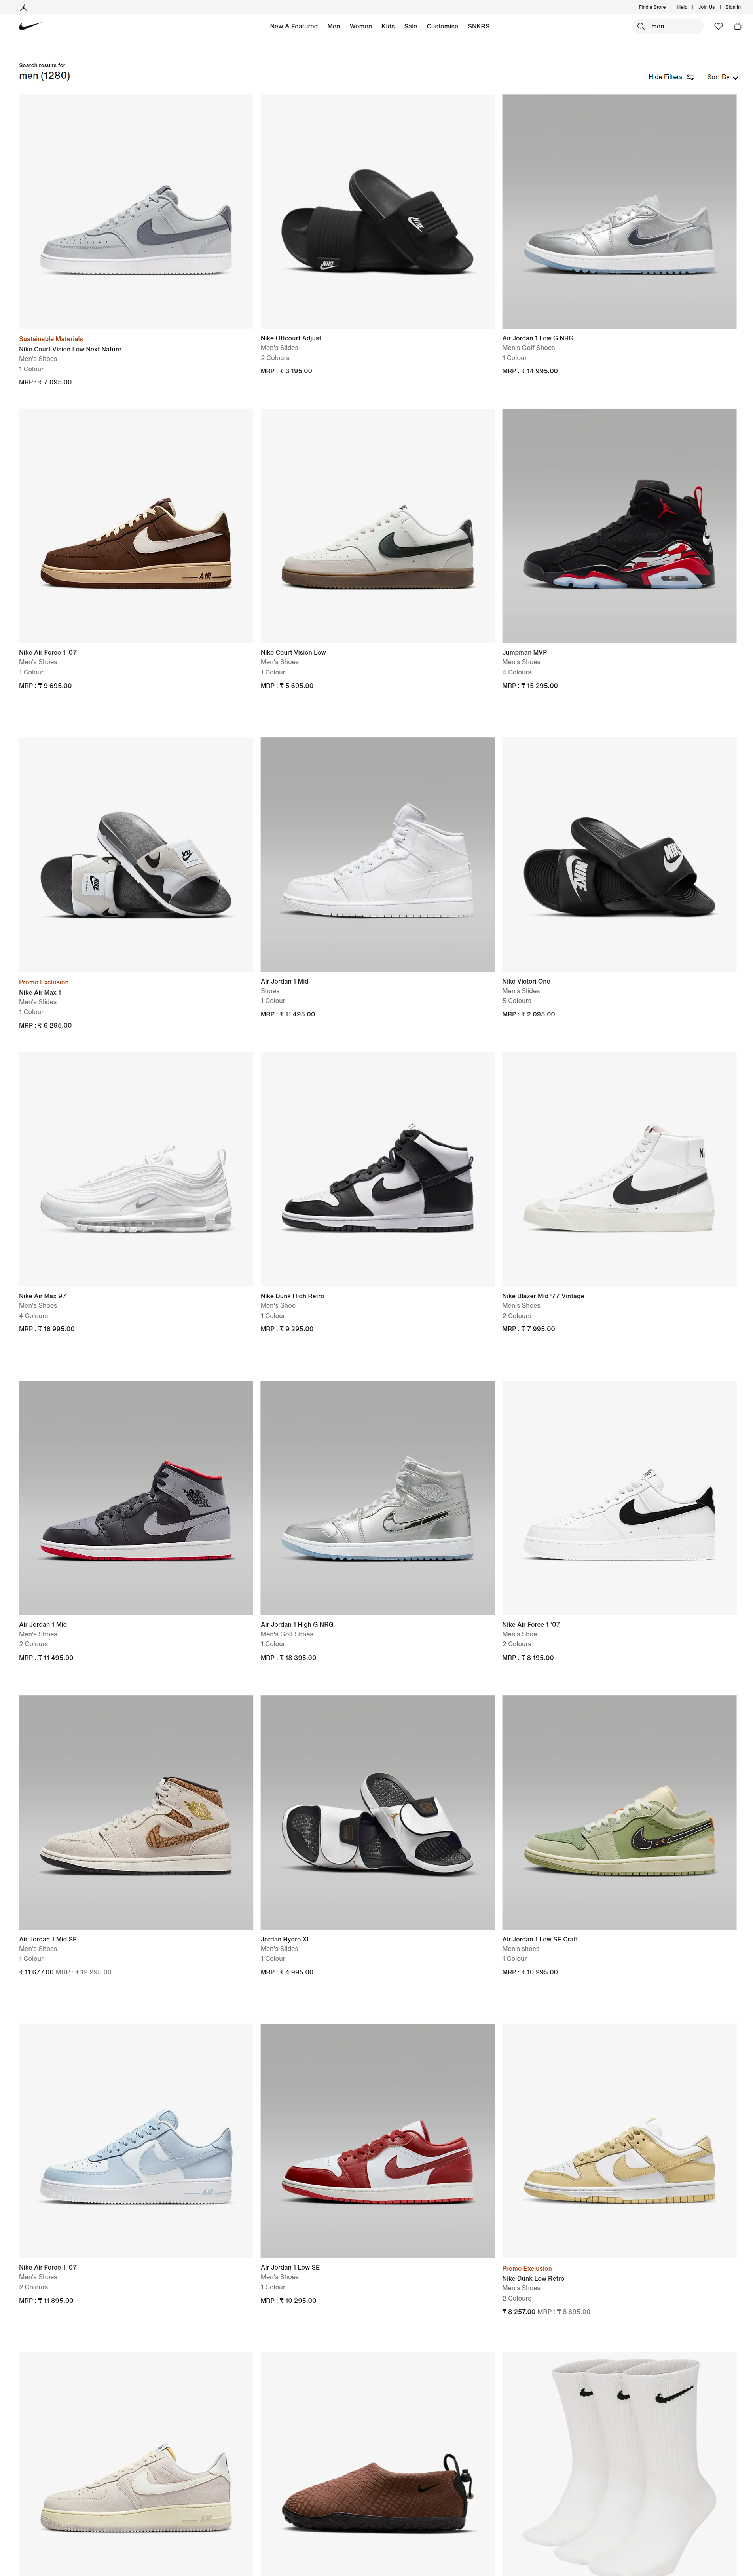 Find a Store | Help | Join Us | Sign In
New & Featured Men Women Kids Sale Customise SNKRS
men
Search results for
men (1280)
Hide Filters
Sort By
Sustainable Materials
Nike Court Vision Low Next Nature
Men's Shoes
1 Colour
MRP : ₹ 7 095.00
Nike Offcourt Adjust
Men's Slides
2 Colours
MRP : ₹ 3 195.00
Air Jordan 1 Low G NRG
Men's Golf Shoes
1 Colour
MRP : ₹ 14 995.00
Nike Air Force 1 '07
Men's Shoes
1 Colour
MRP : ₹ 9 695.00
Nike Court Vision Low
Men's Shoes
1 Colour
MRP : ₹ 5 695.00
Jumpman MVP
Men's Shoes
4 Colours
MRP : ₹ 15 295.00
Promo Exclusion
Nike Air Max 1
Men's Slides
1 Colour
MRP : ₹ 6 295.00
Air Jordan 1 Mid
Shoes
1 Colour
MRP : ₹ 11 495.00
Nike Victori One
Men's Slides
5 Colours
MRP : ₹ 2 095.00
Nike Air Max 97
Men's Shoes
4 Colours
MRP : ₹ 16 995.00
Nike Dunk High Retro
Men's Shoe
1 Colour
MRP : ₹ 9 295.00
Nike Blazer Mid '77 Vintage
Men's Shoes
2 Colours
MRP : ₹ 7 995.00
Air Jordan 1 Mid
Men's Shoes
2 Colours
MRP : ₹ 11 495.00
Air Jordan 1 High G NRG
Men's Golf Shoes
1 Colour
MRP : ₹ 18 395.00
Nike Air Force 1 '07
Men's Shoe
2 Colours
MRP : ₹ 8 195.00
Air Jordan 1 Mid SE
Men's Shoes
1 Colour
₹ 11 677.00 MRP : ₹ 12 295.00
Jordan Hydro XI
Men's Slides
1 Colour
MRP : ₹ 4 995.00
Air Jordan 1 Low SE Craft
Men's shoes
1 Colour
MRP : ₹ 10 295.00
Nike Air Force 1 '07
Men's Shoes
2 Colours
MRP : ₹ 11 895.00
Air Jordan 1 Low SE
Men's Shoes
1 Colour
MRP : ₹ 10 295.00
Promo Exclusion
Nike Dunk Low Retro
Men's Shoes
2 Colours
₹ 8 257.00 MRP : ₹ 8 695.00